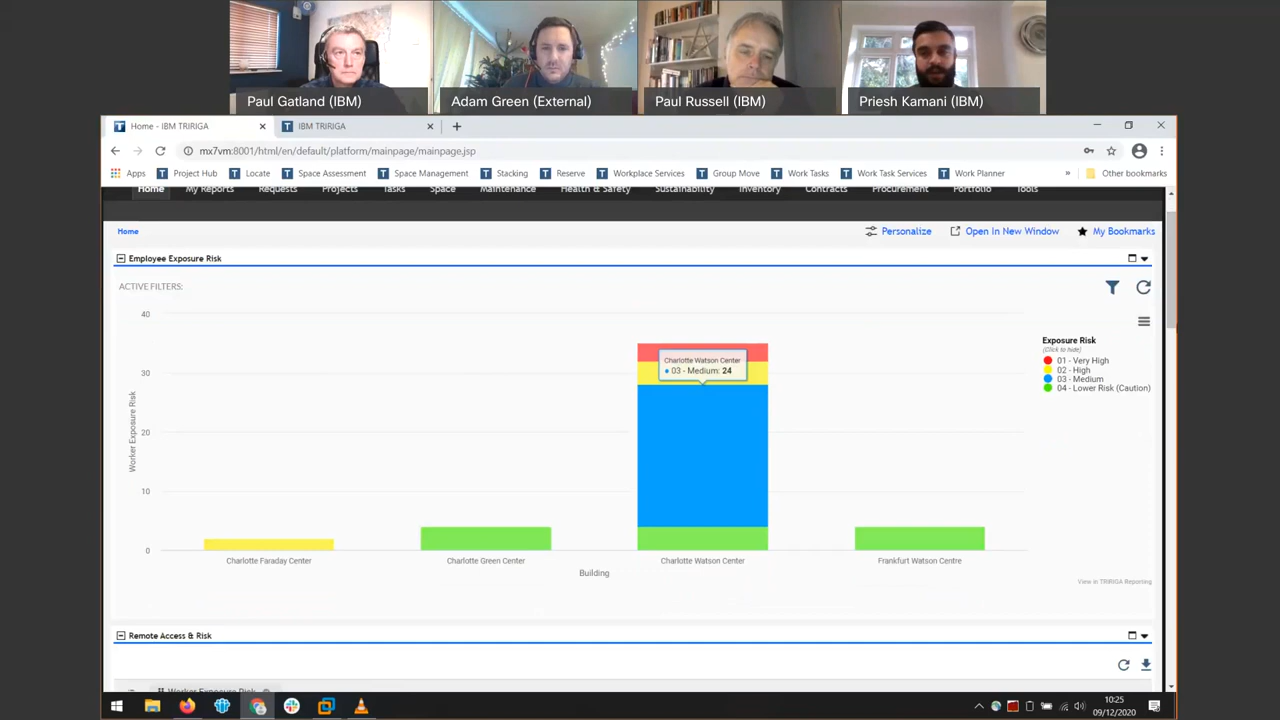 Paul Gatland (IBM)
Adam Green (External)
Paul Russell (IBM)
Priesh Kamani (IBM)
Home - IBM TRIRIGA
IBM TRIRIGA
mx7vm:8001/html/en/default/platform/mainpage/mainpage.jsp
Apps Project Hub Locate Space Assessment Space Management Stacking Reserve Workplace Services Group Move Work Tasks Work Task Services Work Planner » Other bookmarks
Home My Reports Requests Projects Tasks Space Maintenance Health & Safety Sustainability Inventory Contracts Procurement Portfolio Tools
Home Personalize Open In New Window My Bookmarks
Employee Exposure Risk
ACTIVE FILTERS:
40
30
20
10
0
Worker Exposure Risk
Charlotte Watson Center
03 - Medium: 24
Exposure Risk
(Click to hide)
01 - Very High
02 - High
03 - Medium
04 - Lower Risk (Caution)
Charlotte Faraday Center
Charlotte Green Center
Charlotte Watson Center
Frankfurt Watson Centre
Building
View in TRIRIGA Reporting
Remote Access & Risk
Worker Exposure Risk
10:25
09/12/2020